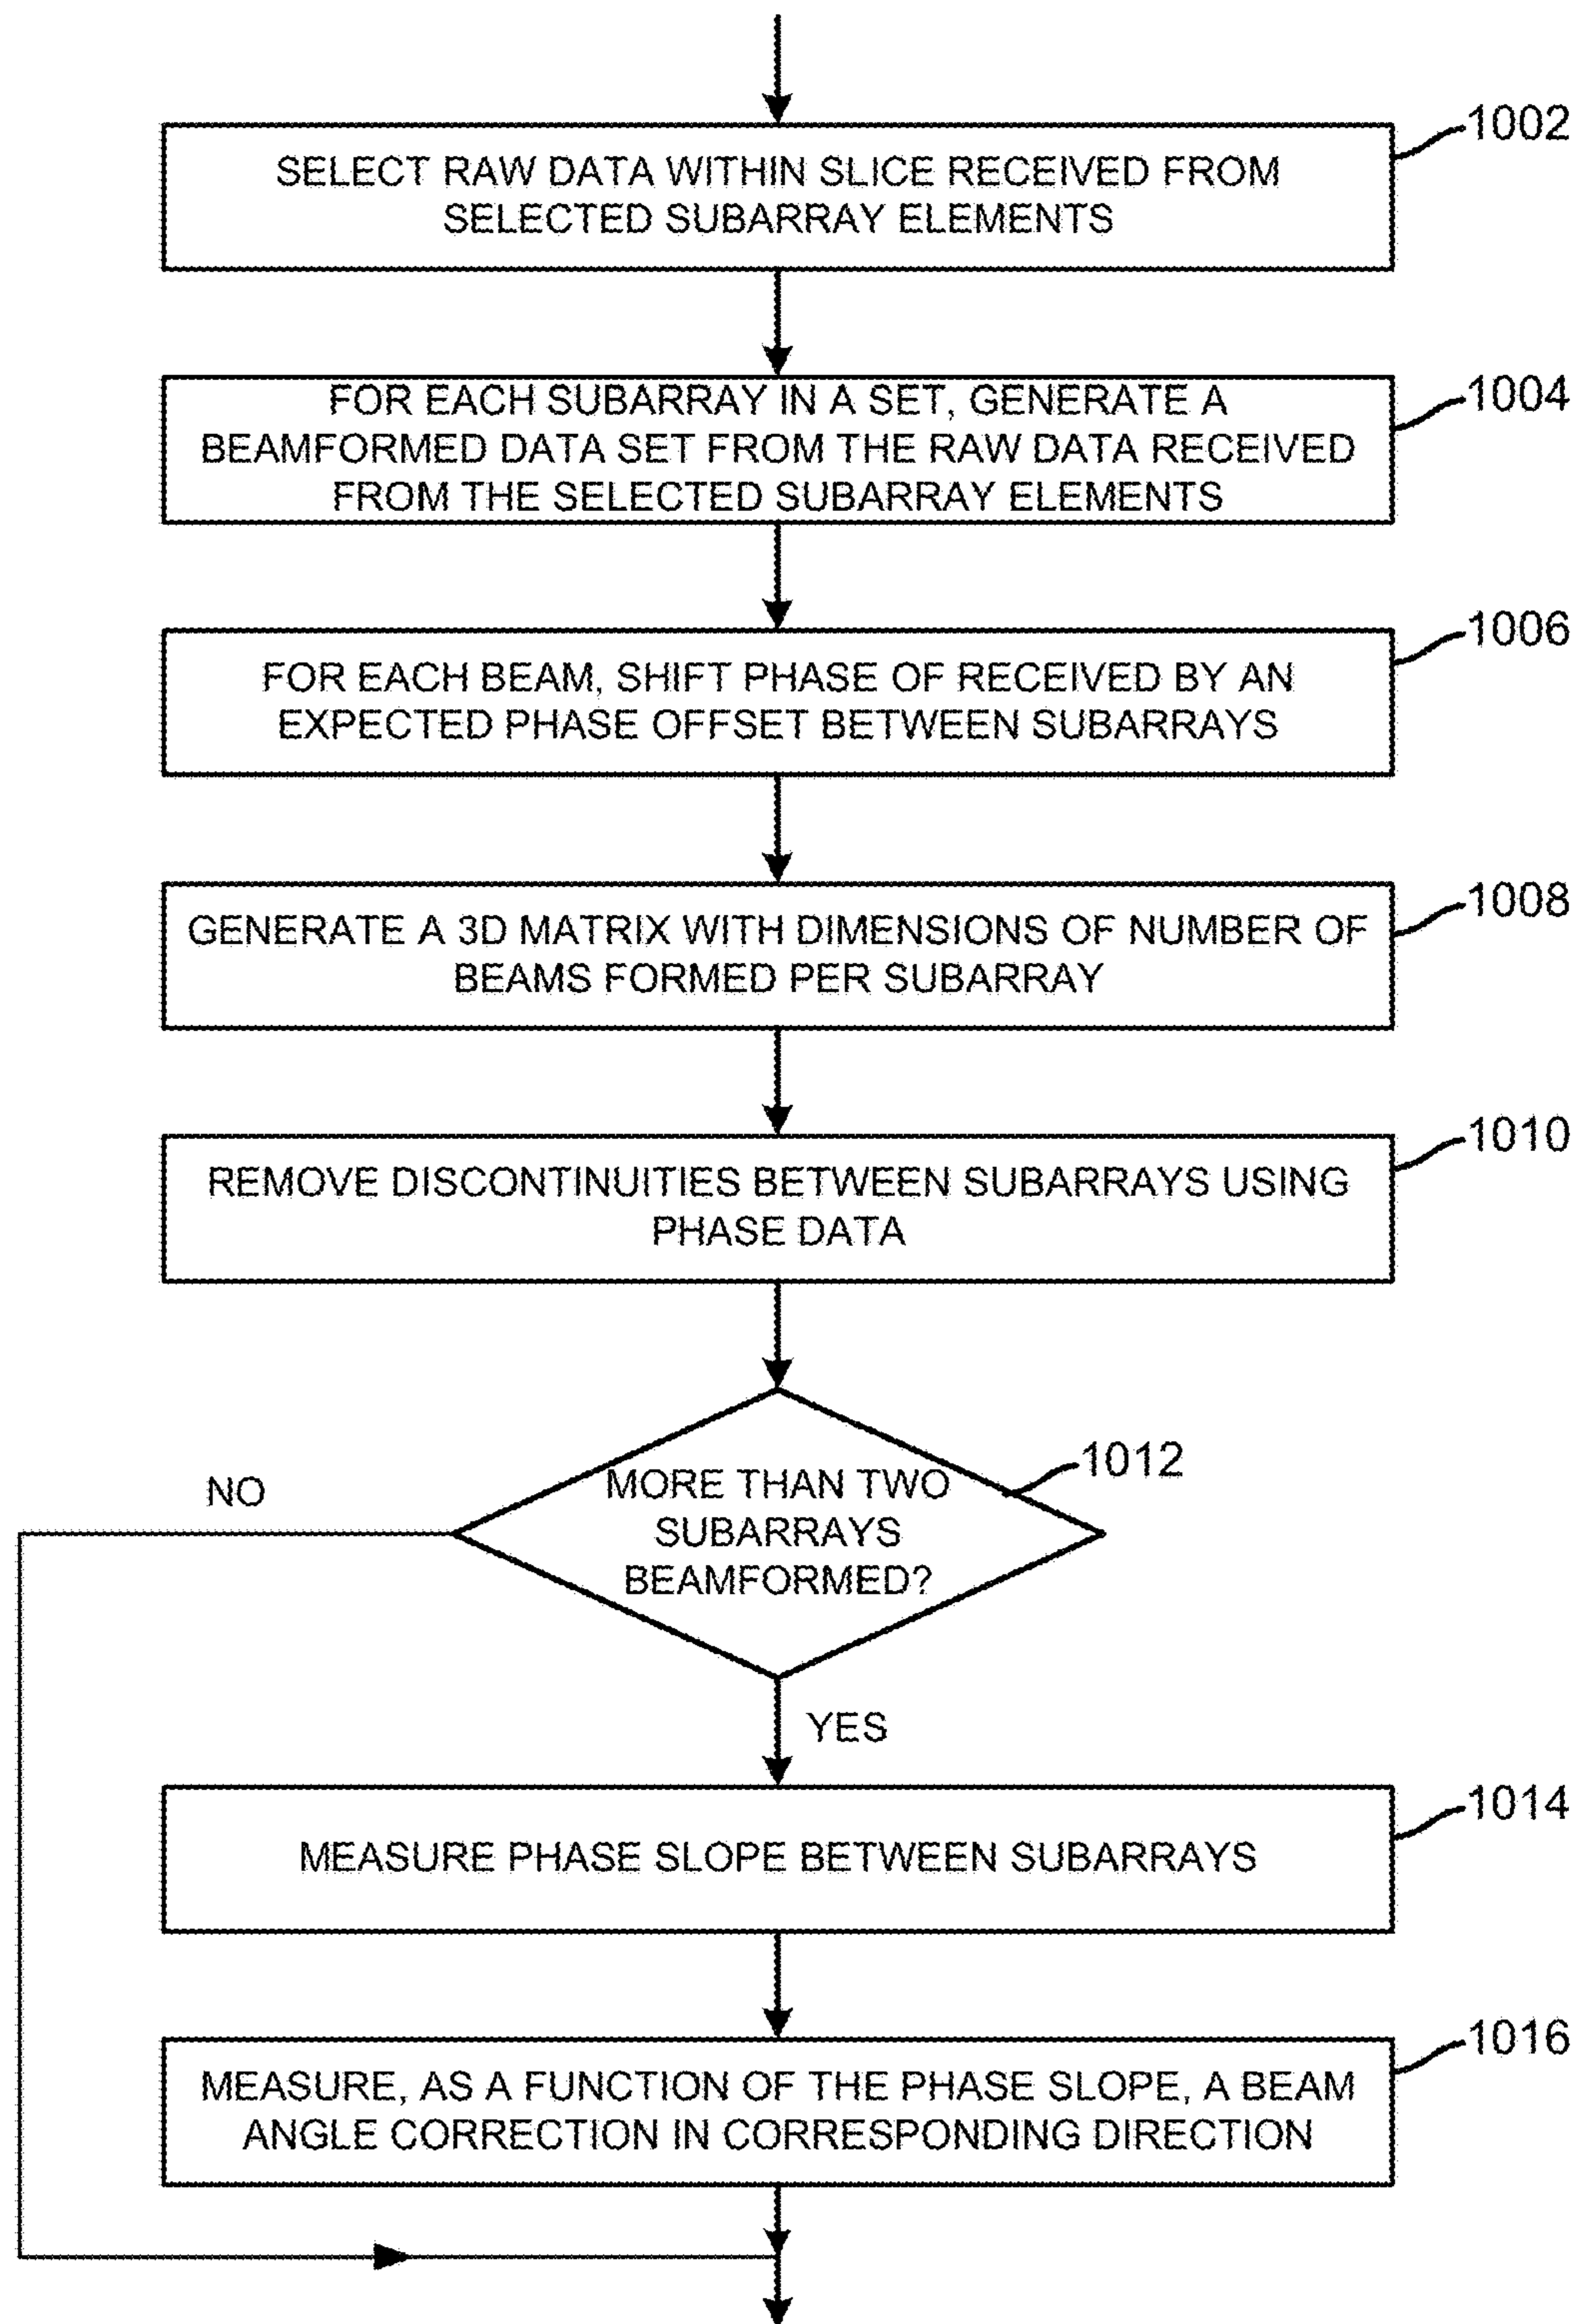 1002
SELECT RAW DATA WITHIN SLICE RECEIVED FROM
SELECTED SUBARRAY ELEMENTS
1004
FOR EACH SUBARRAY IN A SET, GENERATE A
BEAMFORMED DATA SET FROM THE RAW DATA RECEIVED
FROM THE SELECTED SUBARRAY ELEMENTS
1006
FOR EACH BEAM, SHIFT PHASE OF RECEIVED BY AN
EXPECTED PHASE OFFSET BETWEEN SUBARRAYS
1008
GENERATE A 3D MATRIX WITH DIMENSIONS OF NUMBER OF
BEAMS FORMED PER SUBARRAY
1010
REMOVE DISCONTINUITIES BETWEEN SUBARRAYS USING
PHASE DATA
1012
NO
MORE THAN TWO
SUBARRAYS
BEAMFORMED?
YES
1014
MEASURE PHASE SLOPE BETWEEN SUBARRAYS
1016
MEASURE, AS A FUNCTION OF THE PHASE SLOPE, A BEAM
ANGLE CORRECTION IN CORRESPONDING DIRECTION